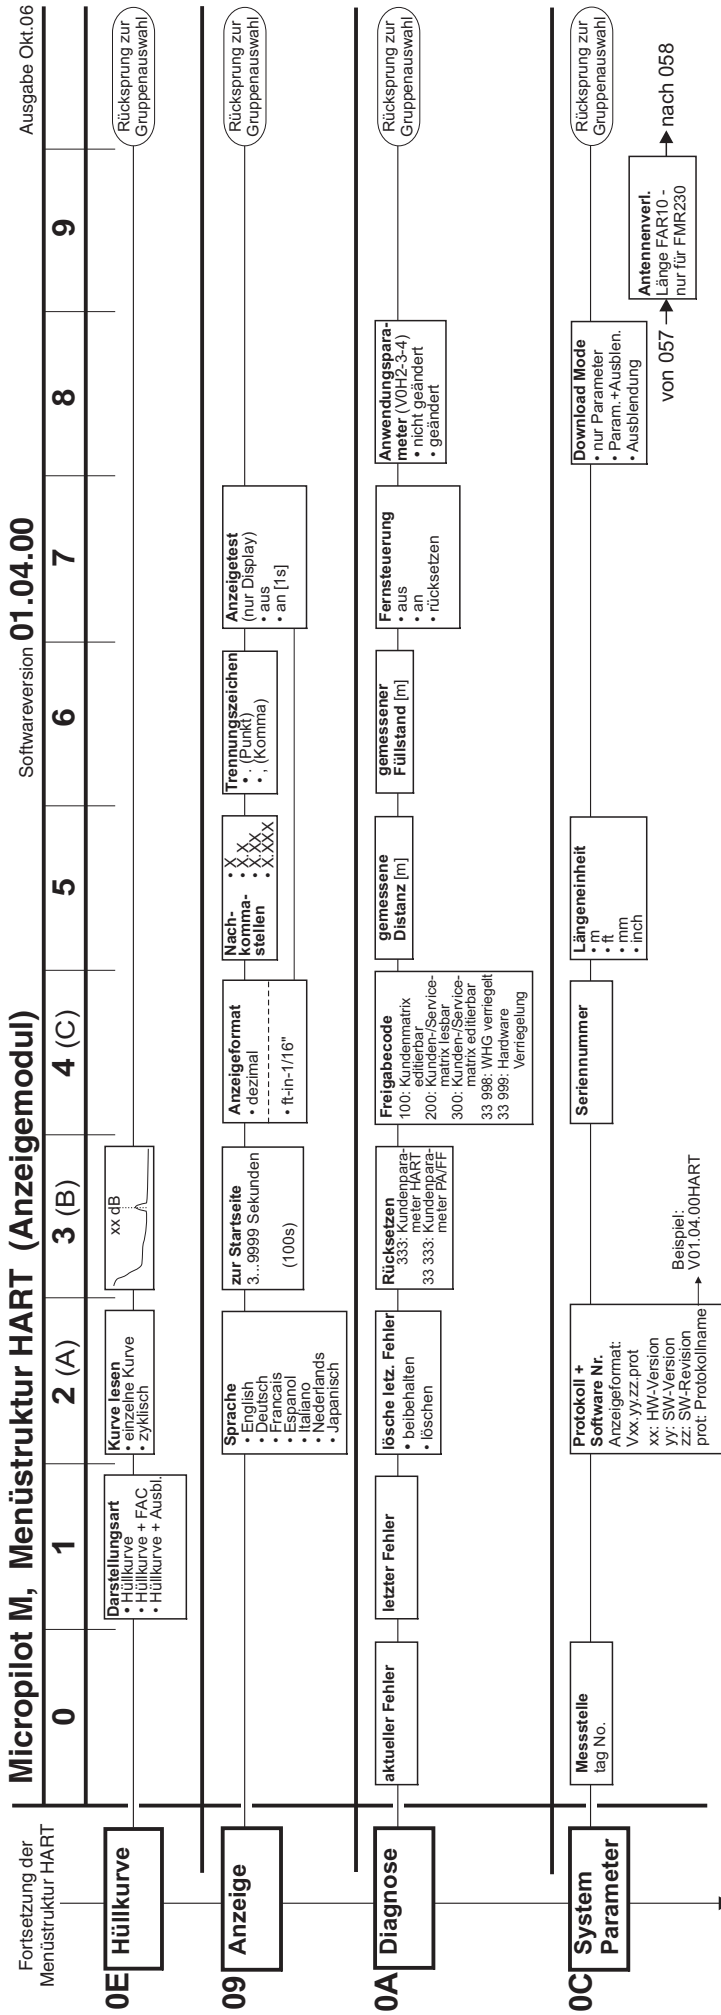 Fortsetzung der
Menüstruktur HART
Micropilot M, Menüstruktur HART (Anzeigemodul)
Softwareversion 01.04.00
Ausgabe Okt.06
0
1
2 (A)
3 (B)
4 (C)
5
6
7
8
9
0E
Hüllkurve
Darstellungsart
• Hüllkurve
• Hüllkurve + FAC
• Hüllkurve + Ausbl.
Kurve lesen
• einzelne Kurve
• zyklisch
xx dB
Rücksprung zur
Gruppenauswahl
09
Anzeige
Sprache
• English
• Deutsch
• Francais
• Espanol
• Italiano
• Nederlands
• Japanisch
zur Startseite
3...9999 Sekunden
(100s)
Anzeigeformat
• dezimal
• ft-in-1/16"
Nach-
komma-
stellen
• X
• X.X
• X.XX
• X.XXX
Trennungszeichen
• . (Punkt)
• , (Komma)
Anzeigetest
(nur Display)
• aus
• an [1s]
Rücksprung zur
Gruppenauswahl
0A
Diagnose
aktueller Fehler
letzter Fehler
lösche letz. Fehler
• beibehalten
• löschen
Rücksetzen
333: Kundenpara-
meter HART
33 333: Kundenpara-
meter PA/FF
Freigabecode
100: Kundenmatrix
editierbar
200: Kunden-/Service-
matrix lesbar
300: Kunden-/Service-
matrix editierbar
33 998: WHG verriegelt
33 999: Hardware
Verriegelung
gemessene
Distanz [m]
gemessener
Füllstand [m]
Fernsteuerung
• aus
• an
• rücksetzen
Anwendungspara-
meter (V0H2-3-4)
• nicht geändert
• geändert
Rücksprung zur
Gruppenauswahl
0C
System
Parameter
Messstelle
tag No.
Protokoll +
Software Nr.
Anzeigeformat:
Vxx.yy.zz.prot
xx: HW-Version
yy: SW-Version
zz: SW-Revision
prot: Protokollname
Beispiel:
V01.04.00HART
Seriennummer
Längeneinheit
• m
• ft
• mm
• inch
Download Mode
• nur Parameter
• Param.+Ausblen.
• Ausblendung
Rücksprung zur
Gruppenauswahl
von 057
Antennenverl.
Länge FAR10 -
nur für FMR230
nach 058